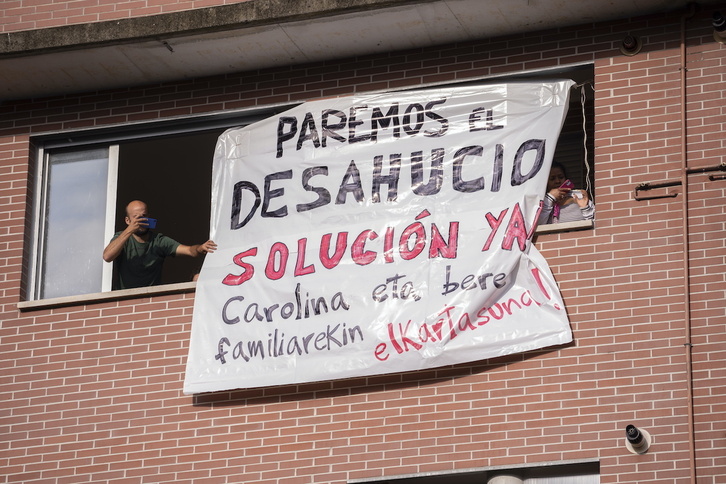 PAREMOS EL
DESAHUCIO
SOLUCIÓN YA!
Carolina eta bere
familiarekin elkartasuna!!